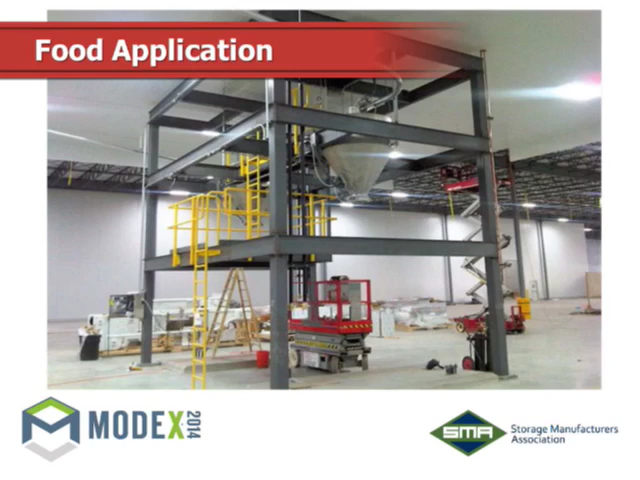 Food Application
MODEX 2014
SMA
Storage Manufacturers
Association